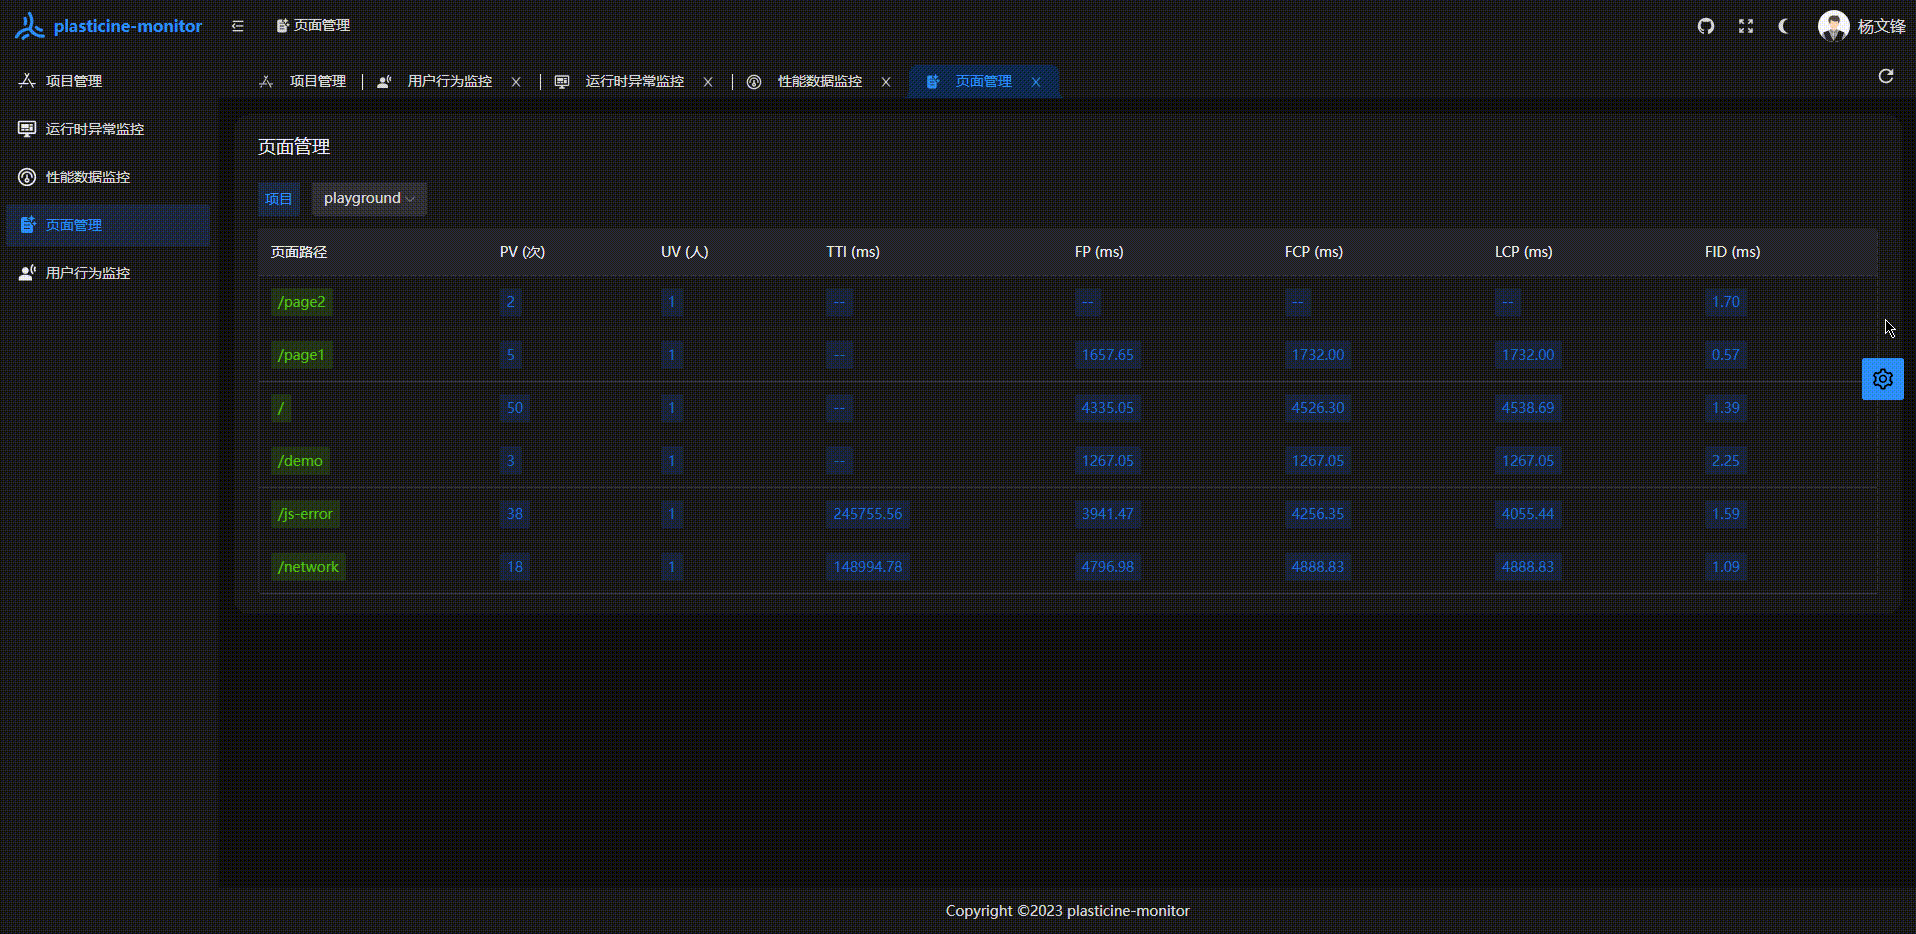 plasticine-monitor
页面管理
杨文锋
项目管理
运行时异常监控
性能数据监控
页面管理
用户行为监控
项目管理 用户行为监控 运行时异常监控 性能数据监控 页面管理
页面管理
项目 playground
页面路径 PV (次) UV (人) TTI (ms) FP (ms) FCP (ms) LCP (ms) FID (ms)
/page2 2 1 -- -- -- -- 1.70
/page1 5 1 -- 1657.65 1732.00 1732.00 0.57
/ 50 1 -- 4335.05 4526.30 4538.69 1.39
/demo 3 1 -- 1267.05 1267.05 1267.05 2.25
/js-error 38 1 245755.56 3941.47 4256.35 4055.44 1.59
/network 18 1 148994.78 4796.98 4888.83 4888.83 1.09
Copyright ©2023 plasticine-monitor